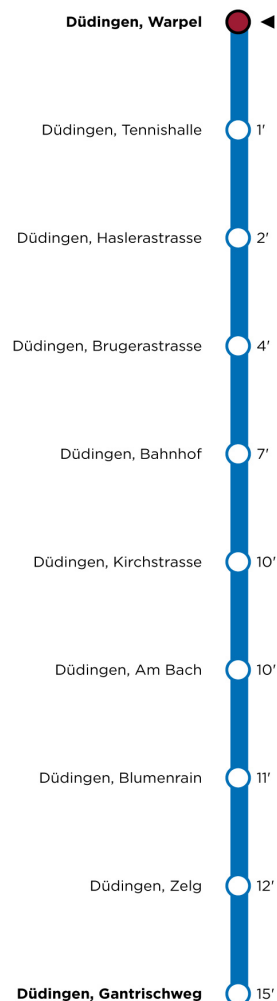 Düdingen, Warpel
Düdingen, Tennishalle 1'
Düdingen, Haslerastrasse 2'
Düdingen, Brugerastrasse 4'
Düdingen, Bahnhof 7'
Düdingen, Kirchstrasse 10'
Düdingen, Am Bach 10'
Düdingen, Blumenrain 11'
Düdingen, Zelg 12'
Düdingen, Gantrischweg 15'